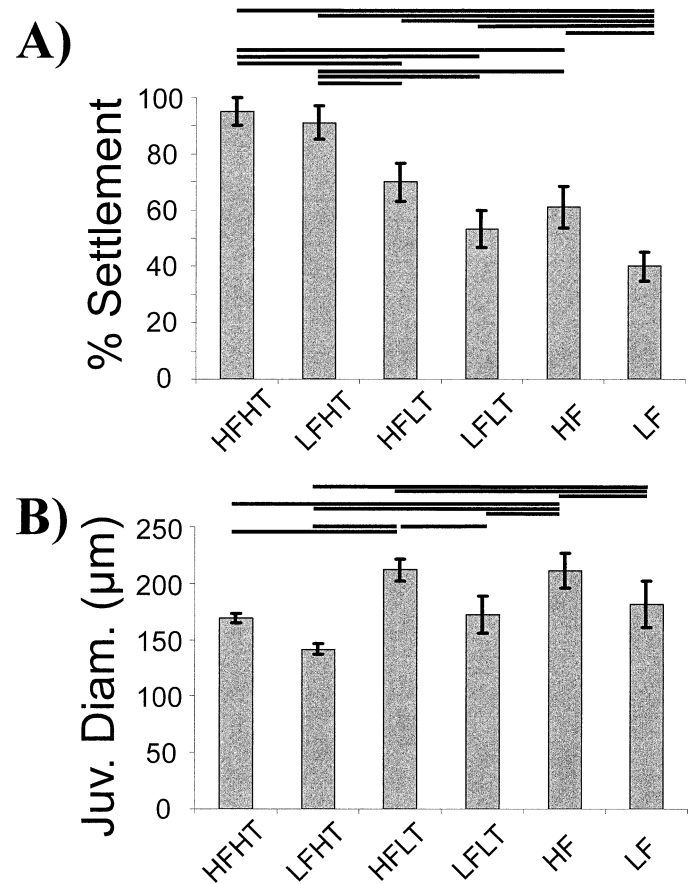 A)
% Settlement
100
80
60
40
20
0
HFHT LFHT HFLT LFLT HF LF
B)
Juv. Diam. (µm)
250
200
150
100
50
0
HFHT LFHT HFLT LFLT HF LF